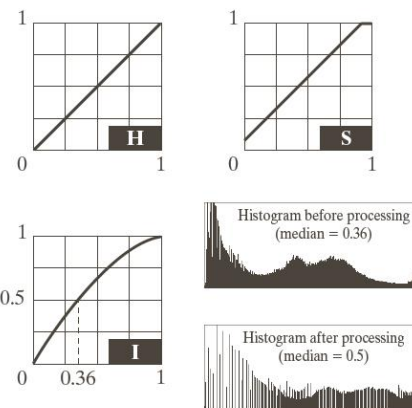 1
H
0
1
1
S
0
1
1
0.5
I
0
0.36
1
Histogram before processing
(median = 0.36)
Histogram after processing
(median = 0.5)